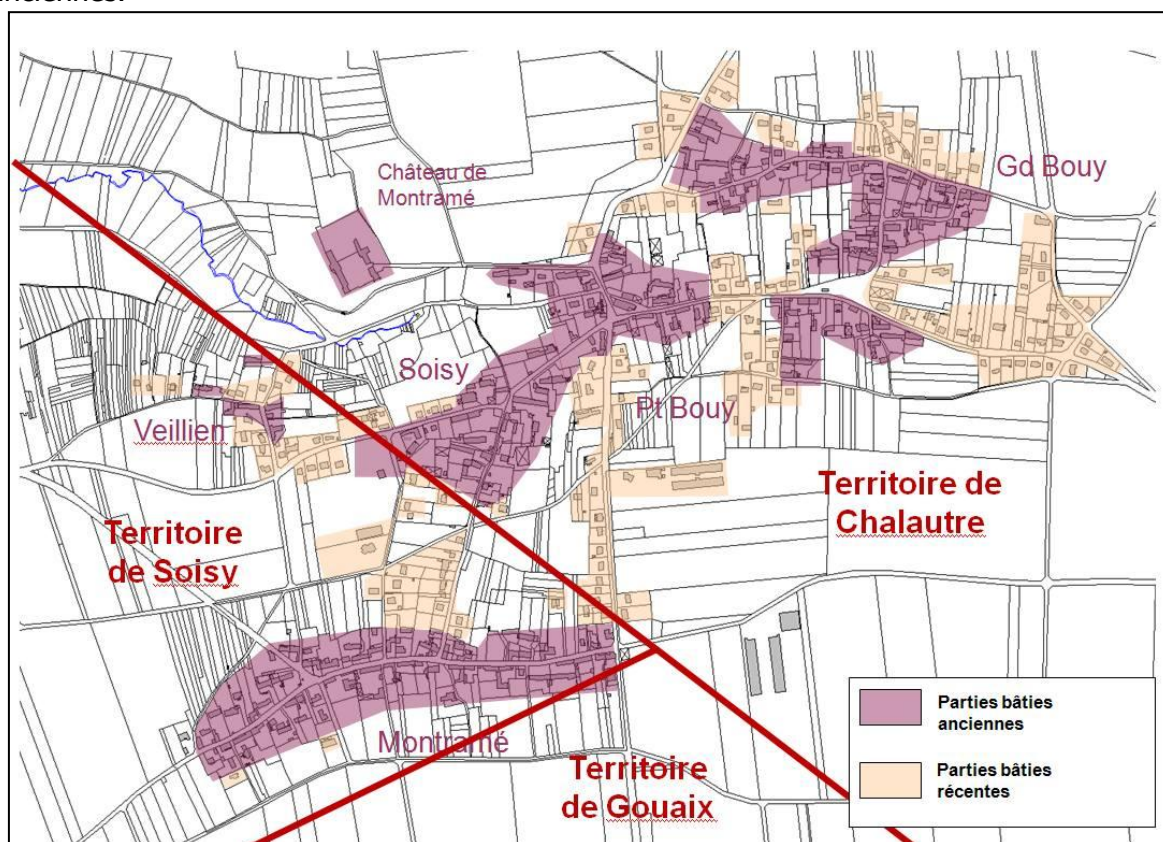 anciennes.
Château de
Montramé
Gd Bouy
Soisy
Pt Bouy
Veillien
Territoire de
Chalautre
Territoire
de Soisy
Montramé
Territoire
de Gouaix
Parties bâties
anciennes
Parties bâties
récentes